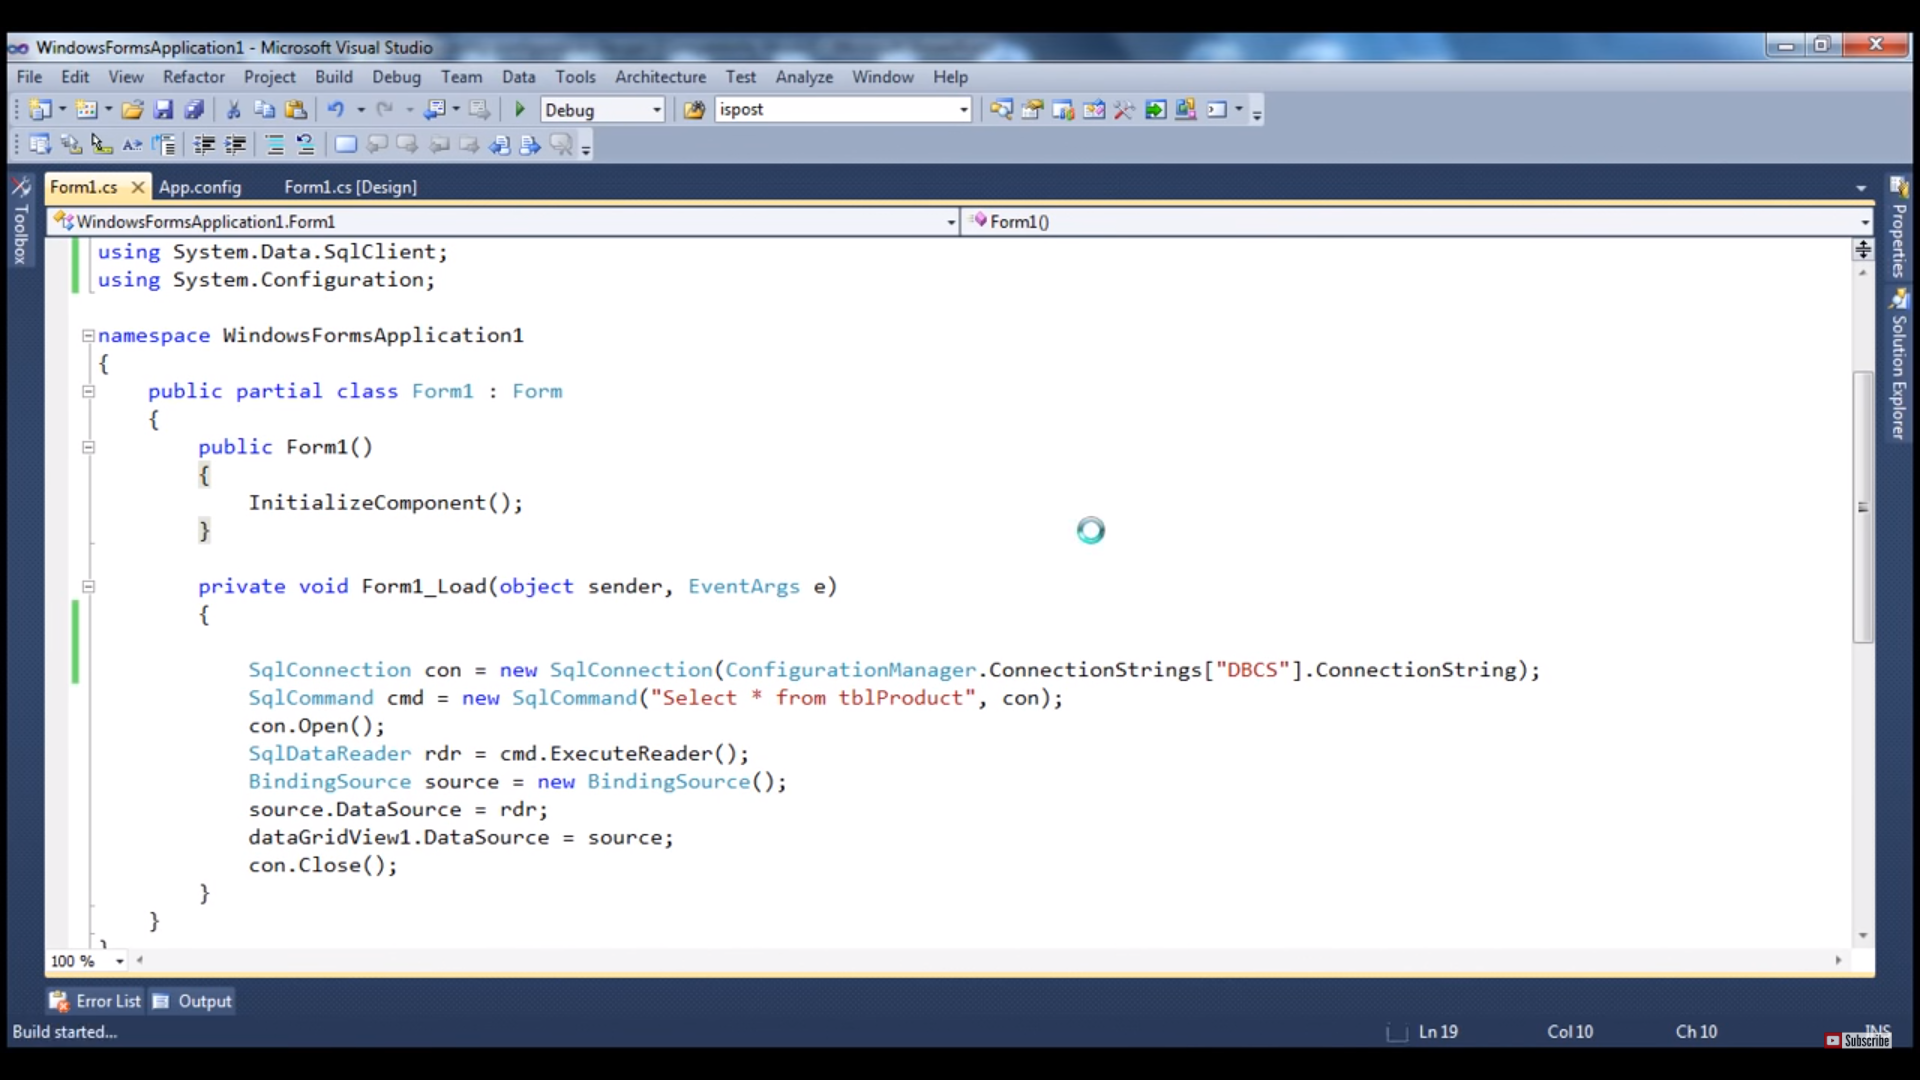 WindowsFormsApplication1 - Microsoft Visual Studio
File Edit View Refactor Project Build Debug Team Data Tools Architecture Test Analyze Window Help
Debug ispost
Form1.cs App.config Form1.cs [Design]
WindowsFormsApplication1.Form1 Form1()
Toolbox
Properties
Solution Explorer
using System.Data.SqlClient;
using System.Configuration;
namespace WindowsFormsApplication1
{
public partial class Form1 : Form
{
public Form1()
{
InitializeComponent();
}
private void Form1_Load(object sender, EventArgs e)
{
SqlConnection con = new SqlConnection(ConfigurationManager.ConnectionStrings["DBCS"].ConnectionString);
SqlCommand cmd = new SqlCommand("Select * from tblProduct", con);
con.Open();
SqlDataReader rdr = cmd.ExecuteReader();
BindingSource source = new BindingSource();
source.DataSource = rdr;
dataGridView1.DataSource = source;
con.Close();
}
}
}
100 %
Error List Output
Build started... Ln 19 Col 10 Ch 10 INS
Subscribe